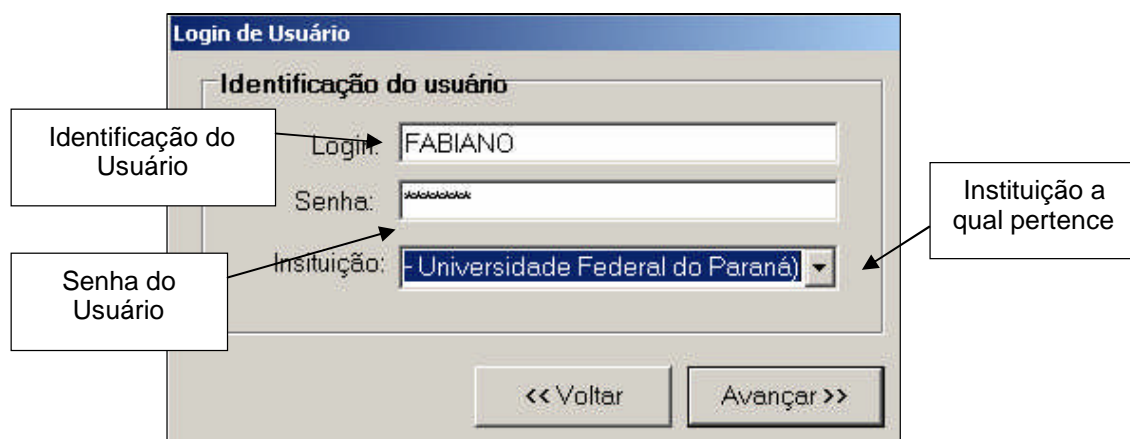 Login de Usuário
Identificação do usuário
Identificação do
Usuário
Login:
FABIANO
Senha:
********
Instituição a
qual pertence
Insituição:
- Universidade Federal do Paraná)
Senha do
Usuário
<< Voltar
Avançar >>